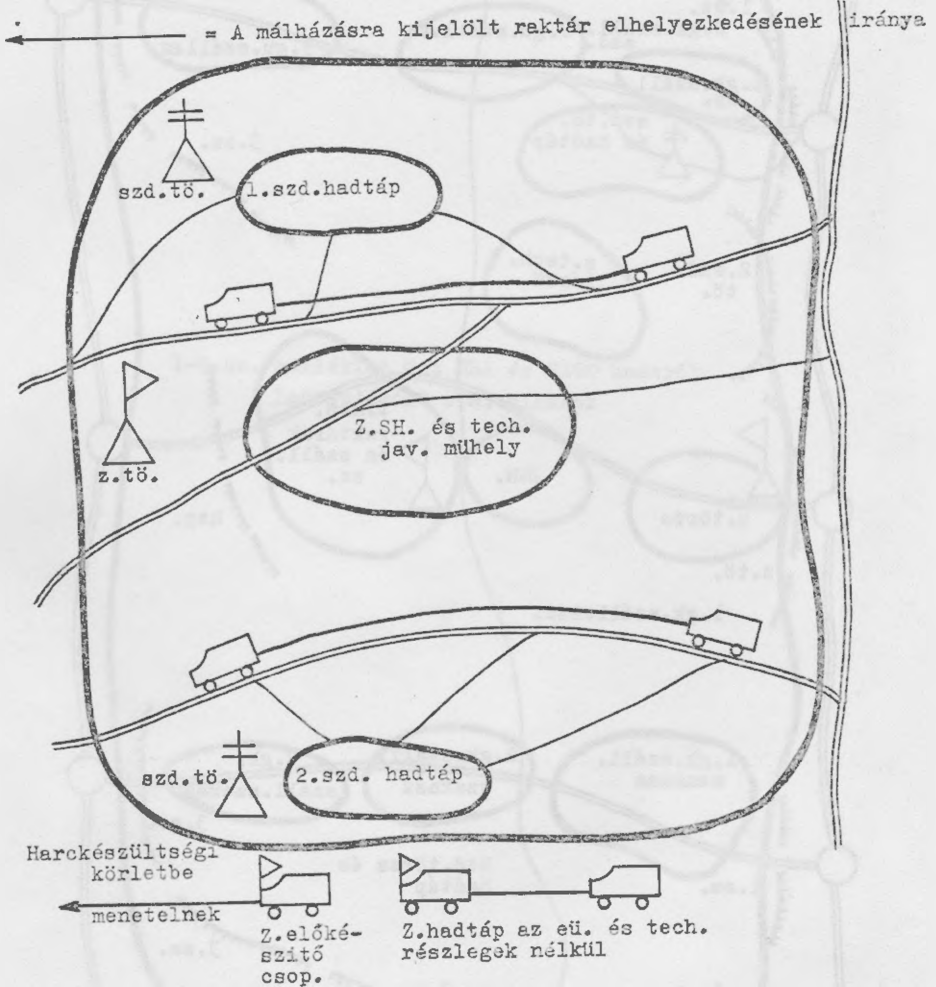 = A málházásra kijelölt raktár elhelyezkedésének iránya
szd.tö.
1.szd.hadtáp
z.tö.
Z.SH. és tech.
jav. műhely
szd.tö.
2.szd. hadtáp
Harckészültségi
körletbe
menetelnek
Z.előké-
szitő
csop.
Z.hadtáp az eü. és tech.
részlegek nélkül